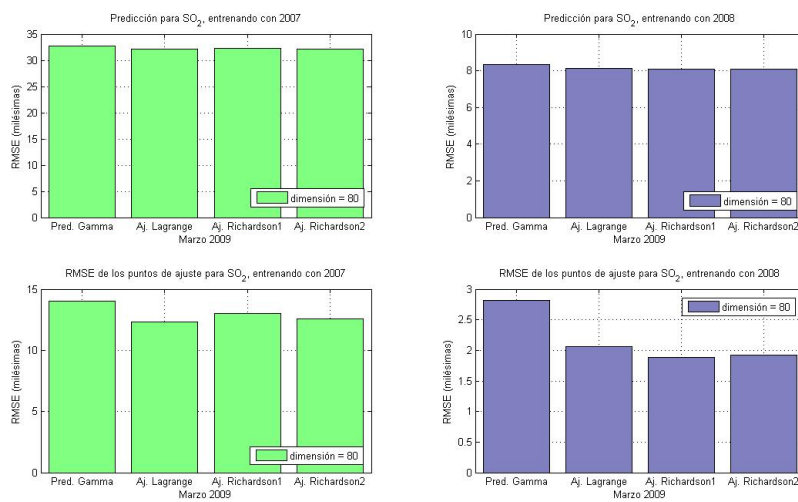 Predicción para SO2, entrenando con 2007
35
30
25
20
15
10
5
0
RMSE (milésimas)
dimensión = 80
Pred. Gamma Aj. Lagrange Aj. Richardson1 Aj. Richardson2
Marzo 2009
Predicción para SO2, entrenando con 2008
10
8
6
4
2
0
RMSE (milésimas)
dimensión = 80
Pred. Gamma Aj. Lagrange Aj. Richardson1 Aj. Richardson2
Marzo 2009
RMSE de los puntos de ajuste para SO2, entrenando con 2007
15
10
5
0
RMSE (milésimas)
dimensión = 80
Pred. Gamma Aj. Lagrange Aj. Richardson1 Aj. Richardson2
Marzo 2009
RMSE de los puntos de ajuste para SO2, entrenando con 2008
3
2.5
2
1.5
1
0.5
0
RMSE (milésimas)
dimensión = 80
Pred. Gamma Aj. Lagrange Aj. Richardson1 Aj. Richardson2
Marzo 2009